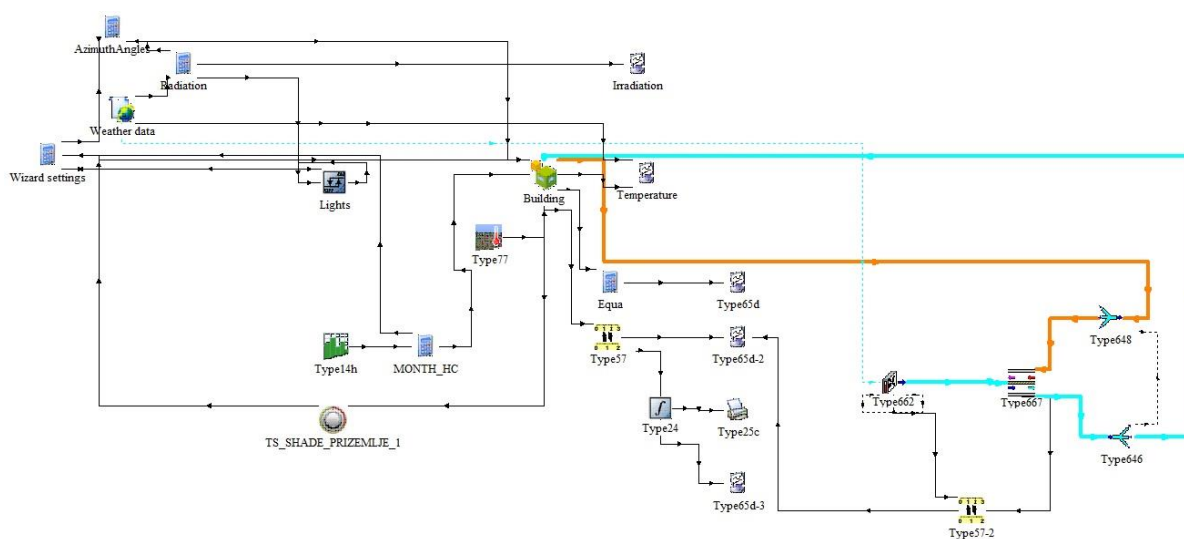 AzimuthAngles
Radiation
Irradiation
Weather data
Wizard settings
Lights
Building
Temperature
Type77
Equa
Type65d
Type14h
MONTH_HC
Type57
Type65d-2
Type648
Type662
Type667
TS_SHADE_PRIZEMLJE_1
Type24
Type25c
Type646
Type65d-3
Type57-2